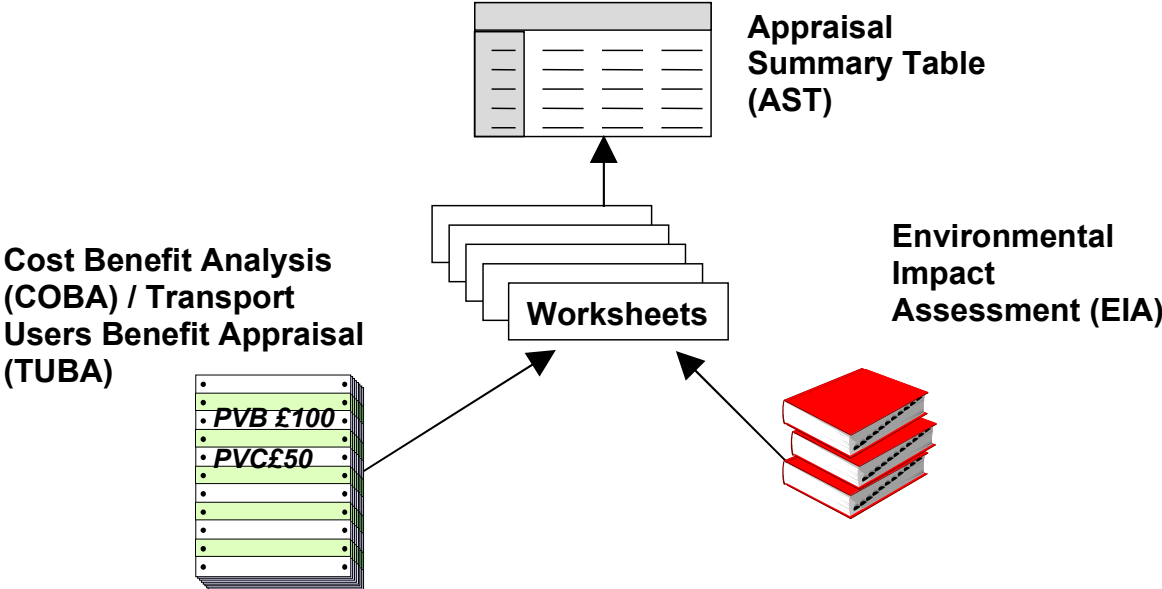 Appraisal
Summary Table
(AST)
Environmental
Impact
Assessment (EIA)
Cost Benefit Analysis
(COBA) / Transport
Users Benefit Appraisal
(TUBA)
Worksheets
PVB £100
PVC£50